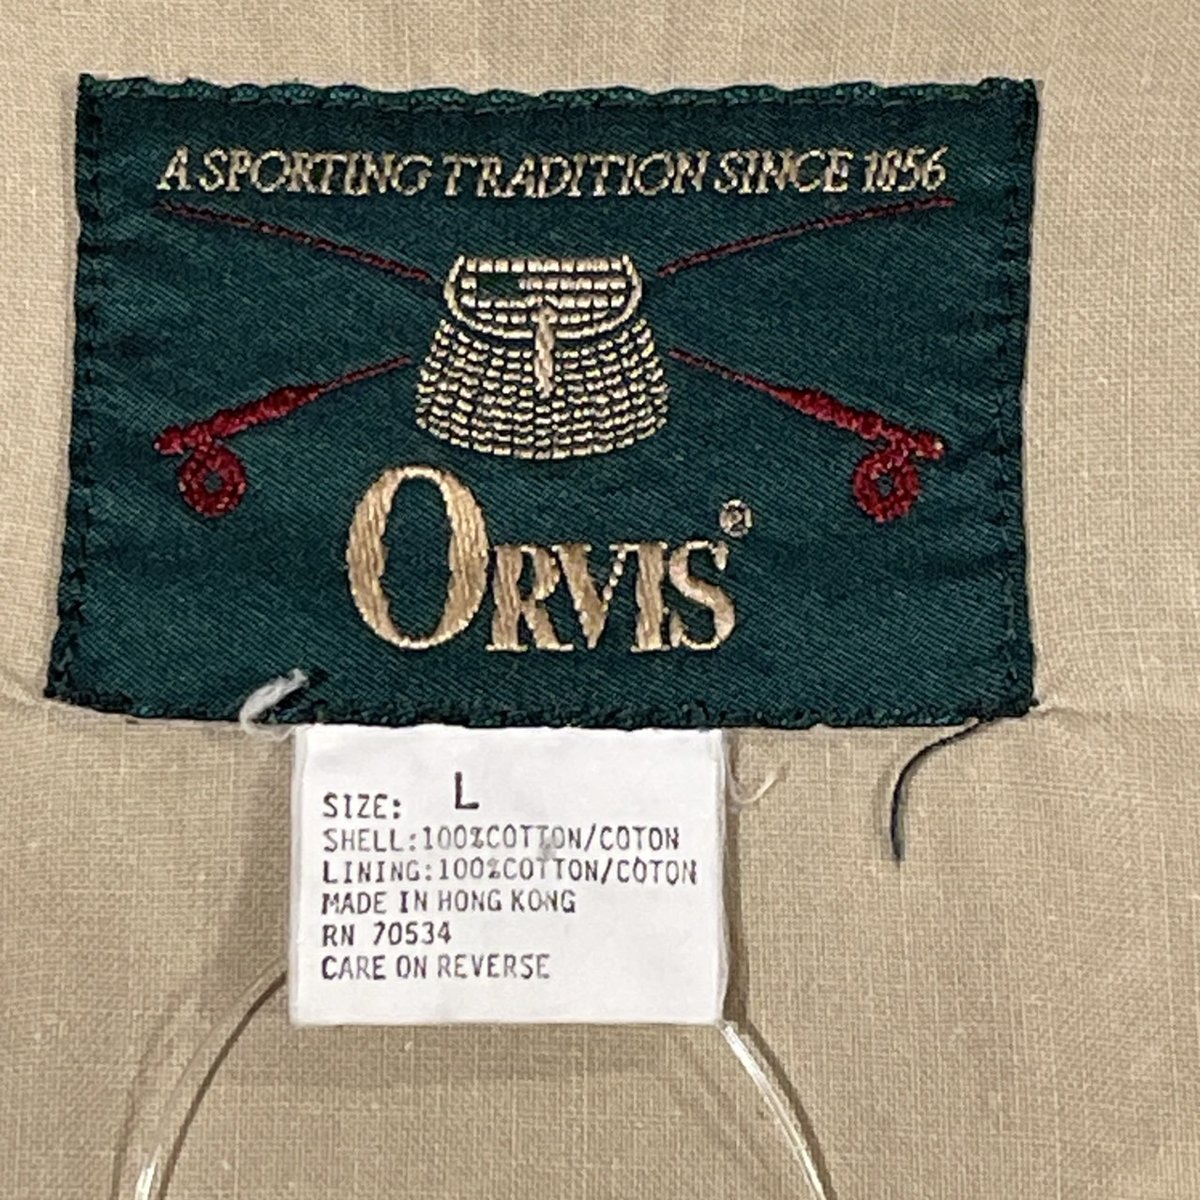 A SPORTING TRADITION SINCE 1856
ORVIS®
SIZE: L
SHELL:100%COTTON/COTON
LINING:100%COTTON/COTON
MADE IN HONG KONG
RN 70534
CARE ON REVERSE